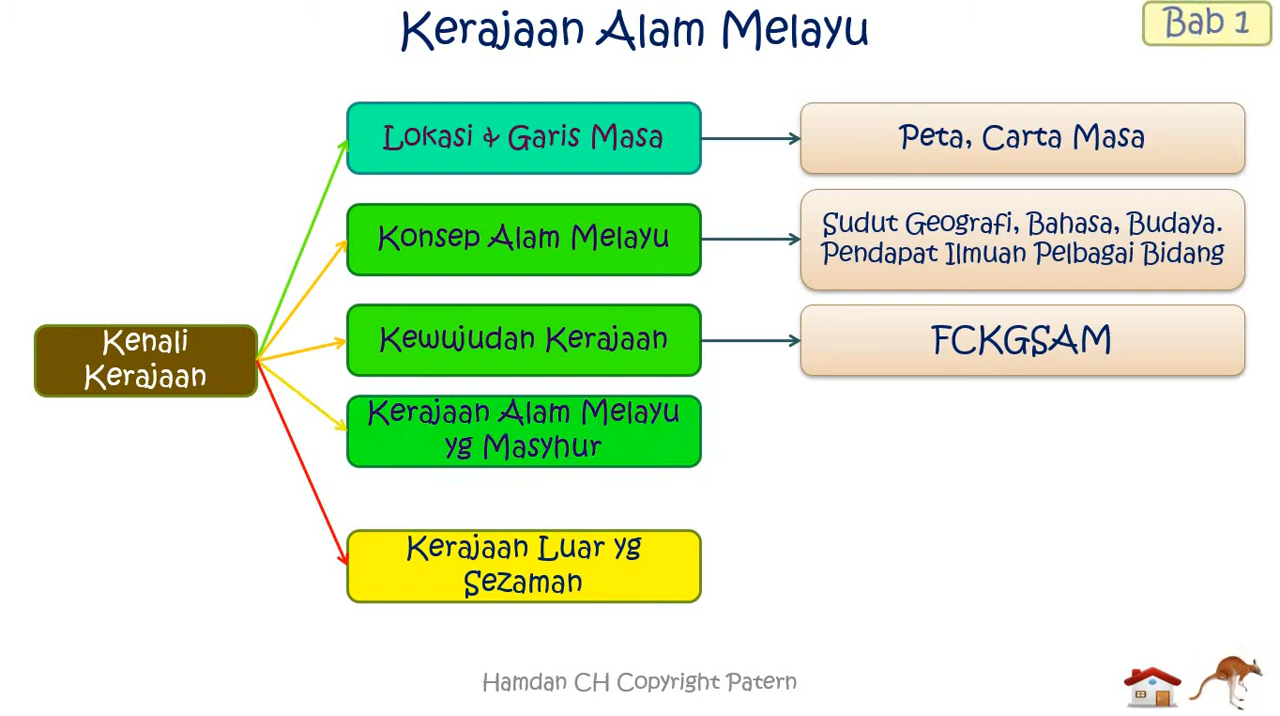 Kerajaan Alam Melayu
Bab 1
Lokasi & Garis Masa
Peta, Carta Masa
Konsep Alam Melayu
Sudut Geografi, Bahasa, Budaya.
Pendapat Ilmuan Pelbagai Bidang
Kewujudan Kerajaan
FCKGSAM
Kenali
Kerajaan
Kerajaan Alam Melayu
yg Masyhur
Kerajaan Luar yg
Sezaman
Hamdan CH Copyright Patern